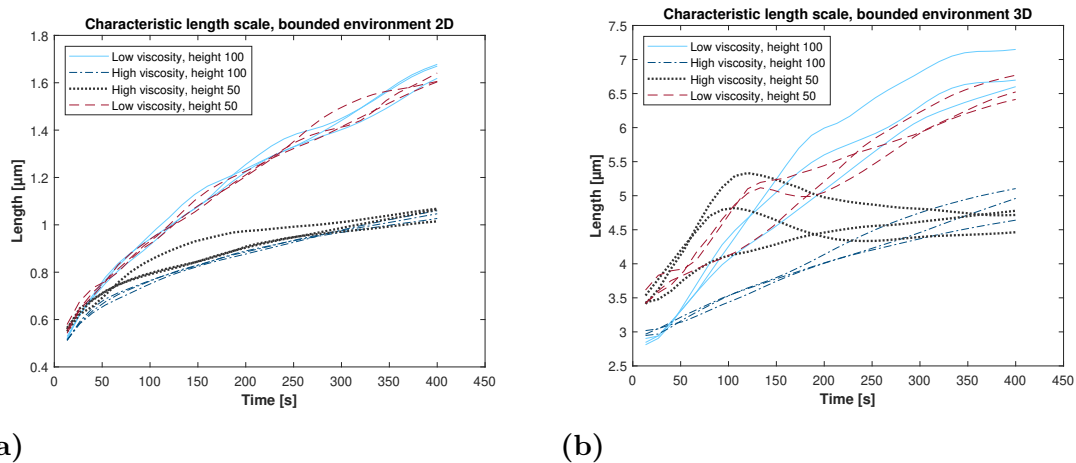 Characteristic length scale, bounded environment 2D
1.8
1.6
1.4
1.2
1
0.8
0.6
0.4
Length [µm]
Low viscosity, height 100
High viscosity, height 100
High viscosity, height 50
Low viscosity, height 50
0 50 100 150 200 250 300 350 400 450
Time [s]
a)
Characteristic length scale, bounded environment 3D
7.5
7
6.5
6
5.5
5
4.5
4
3.5
3
2.5
Length [µm]
Low viscosity, height 100
High viscosity, height 100
High viscosity, height 50
Low viscosity, height 50
0 50 100 150 200 250 300 350 400 450
Time [s]
(b)